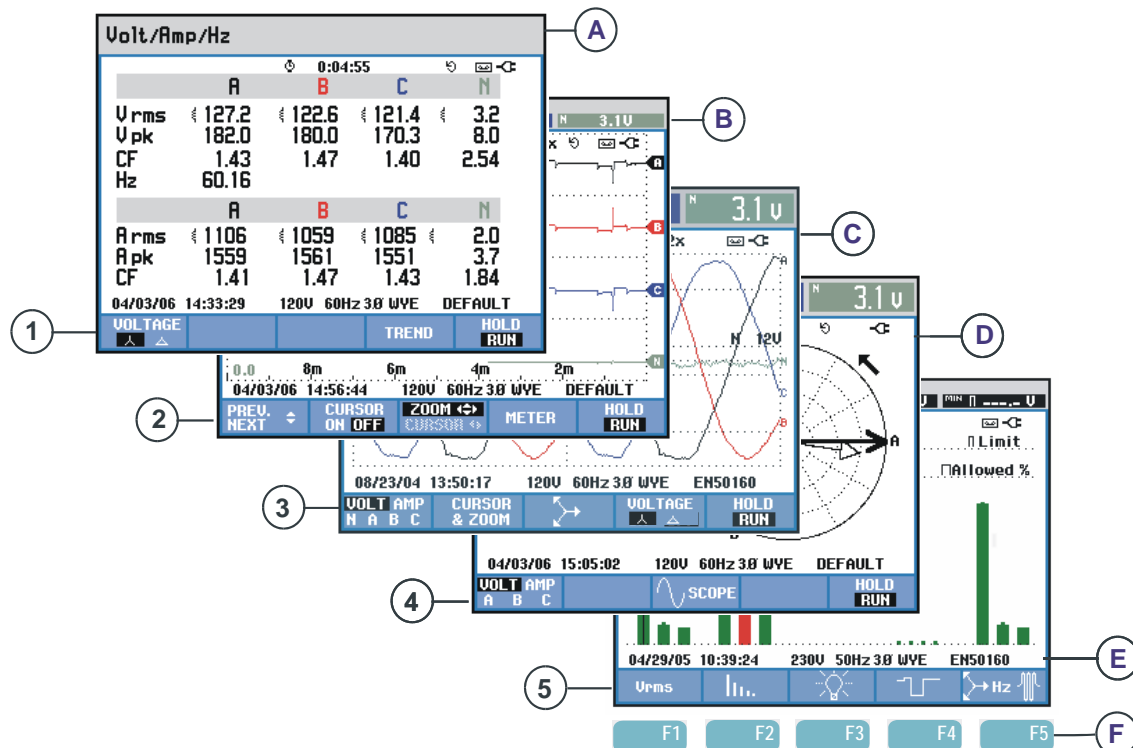 Volt/Amp/Hz
A
0:04:55
A B C N
V rms 127.2 122.6 121.4 3.2
V pk 182.0 180.0 170.3 8.0
CF 1.43 1.47 1.40 2.54
Hz 60.16
A B C N
A rms 1106 1059 1085 2.0
A pk 1559 1561 1551 3.7
CF 1.41 1.47 1.43 1.84
04/03/06 14:33:29 120V 60Hz 3Ø WYE DEFAULT
1
VOLTAGE TREND HOLD
RUN
N 3.1V
B
x
A
B
C
N
0.0 8m 6m 4m 2m
04/03/06 14:56:44 120V 60Hz 3Ø WYE DEFAULT
2
PREV. NEXT
CURSOR ON OFF
ZOOM
CURSOR
METER
HOLD
RUN
N 3.1 V
C
2x
A
N 12V
N
C
B
08/23/04 13:50:17 120V 60Hz 3Ø WYE EN50160
3
VOLT AMP
N A B C
CURSOR & ZOOM
VOLTAGE
HOLD
RUN
N 3.1 V
D
A
04/03/06 15:05:02 120V 60Hz 3Ø WYE DEFAULT
4
VOLT AMP
A B C
SCOPE
HOLD
RUN
V MIN ---.- V
Limit
Allowed %
04/29/05 10:39:24 230V 50Hz 3Ø WYE EN50160
E
5
Vrms
Hz
F1 F2 F3 F4 F5
F